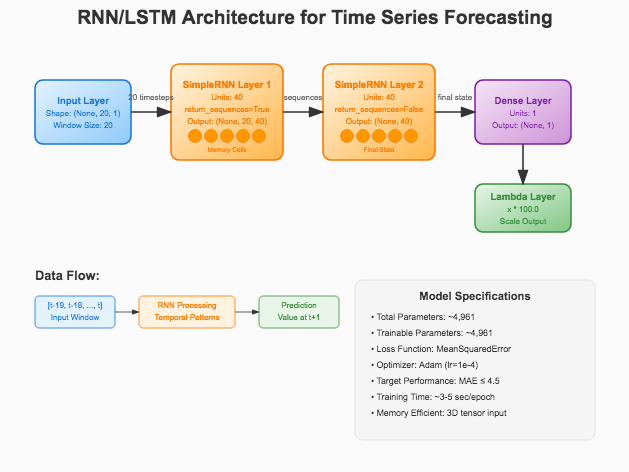 RNN/LSTM Architecture for Time Series Forecasting
Input Layer
Shape: (None, 20, 1)
Window Size: 20
20 timesteps
SimpleRNN Layer 1
Units: 40
return_sequences=True
Output: (None, 20, 40)
Memory Cells
sequences
SimpleRNN Layer 2
Units: 40
return_sequences=False
Output: (None, 40)
Final State
final state
Dense Layer
Units: 1
Output: (None, 1)
Lambda Layer
x * 100.0
Scale Output
Data Flow:
[t-19, t-18, ..., t]
Input Window
RNN Processing
Temporal Patterns
Prediction
Value at t+1
Model Specifications
• Total Parameters: ~4,961
• Trainable Parameters: ~4,961
• Loss Function: MeanSquaredError
• Optimizer: Adam (lr=1e-4)
• Target Performance: MAE ≤ 4.5
• Training Time: ~3-5 sec/epoch
• Memory Efficient: 3D tensor input